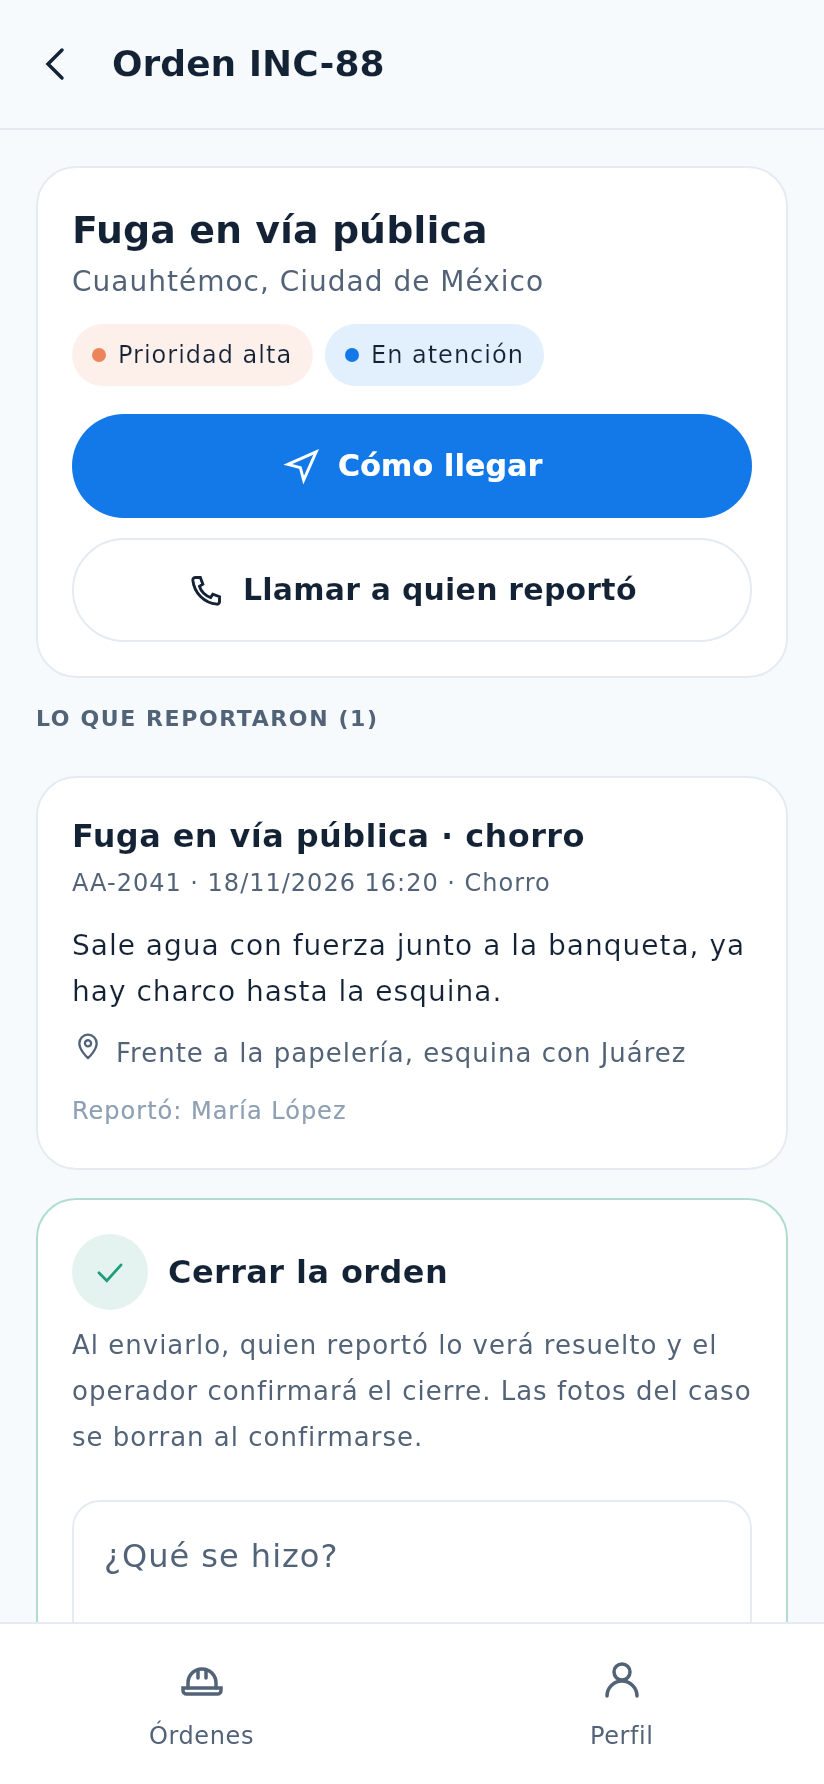 Orden INC-88
Fuga en vía pública
Cuauhtémoc, Ciudad de México
Prioridad alta
En atención
Cómo llegar
Llamar a quien reportó
LO QUE REPORTARON (1)
Fuga en vía pública · chorro
AA-2041 · 18/11/2026 16:20 · Chorro
Sale agua con fuerza junto a la banqueta, ya
hay charco hasta la esquina.
Frente a la papelería, esquina con Juárez
Reportó: María López
Cerrar la orden
Al enviarlo, quien reportó lo verá resuelto y el
operador confirmará el cierre. Las fotos del caso
se borran al confirmarse.
¿Qué se hizo?
Órdenes
Perfil